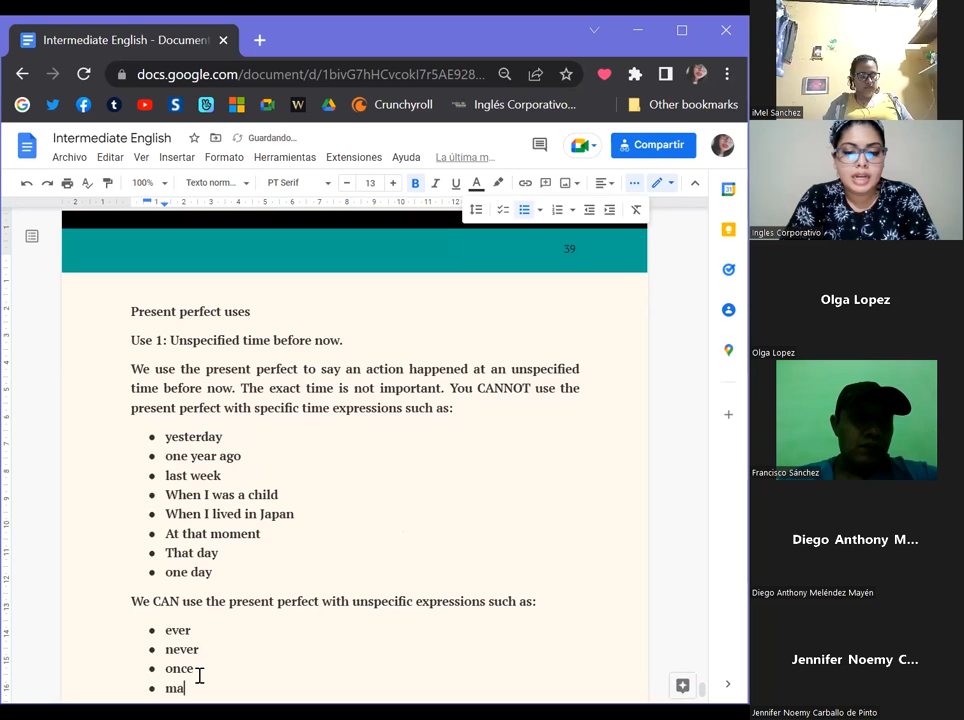 Intermediate English - Document
docs.google.com/document/d/1bivG7hHCvcokI7r5AE928...
Crunchyroll
Inglés Corporativo...
Other bookmarks
Intermediate English
Guardando...
Archivo Editar Ver Insertar Formato Herramientas Extensiones Ayuda La última m...
Compartir
100% Texto norm... PT Serif 13
39
Present perfect uses
Use 1: Unspecified time before now.
We use the present perfect to say an action happened at an unspecified
time before now. The exact time is not important. You CANNOT use the
present perfect with specific time expressions such as:
yesterday
one year ago
last week
When I was a child
When I lived in Japan
At that moment
That day
one day
We CAN use the present perfect with unspecific expressions such as:
ever
never
once
ma
iMel Sanchez
Ingles Corporativo
Olga Lopez
Olga Lopez
Francisco Sánchez
Diego Anthony M...
Diego Anthony Meléndez Mayén
Jennifer Noemy C...
Jennifer Noemy Carballo de Pinto